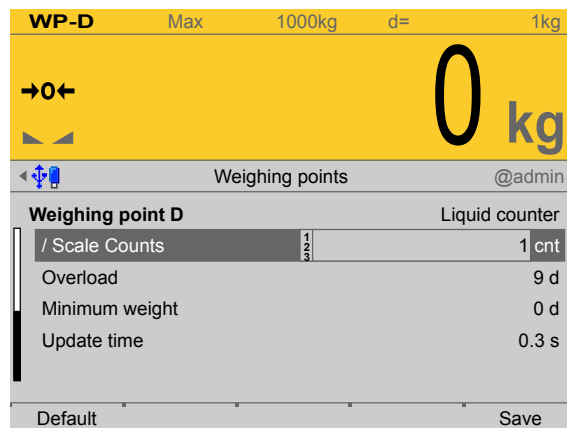 WP-D Max 1000kg d= 1kg
→0←
0 kg
Weighing points @admin
Weighing point D Liquid counter
/ Scale Counts 123 1 cnt
Overload 9 d
Minimum weight 0 d
Update time 0.3 s
Default Save